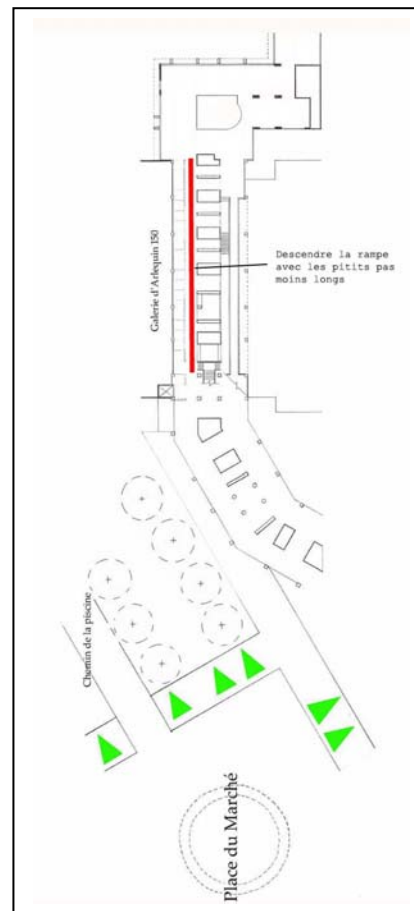 Galerie d'Arlequin 150
Descendre la rampe
avec les pitits pas
moins longs
Chemin de la piscine
Place du Marché